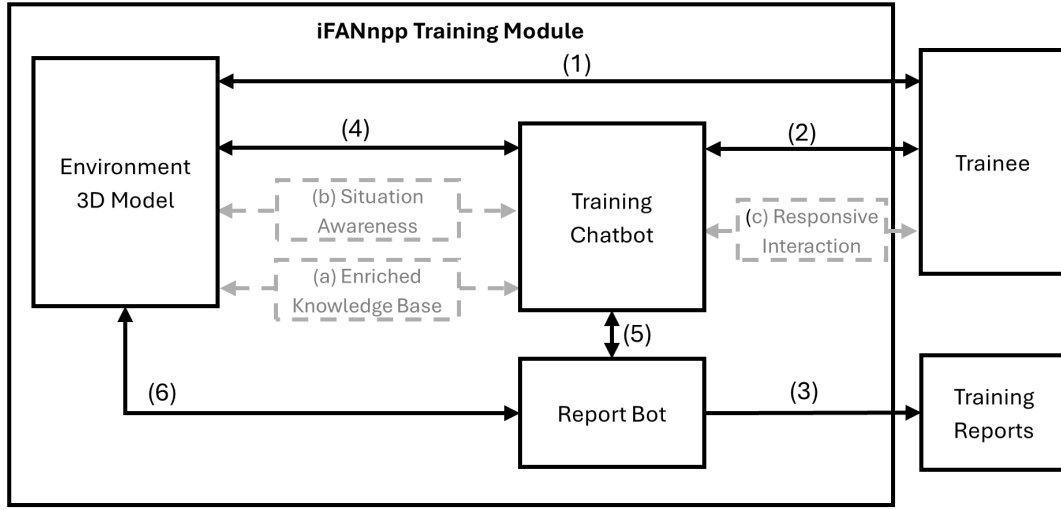 iFANnpp Training Module
(1)
Environment
3D Model
(4)
(2)
Trainee
(b) Situation
Awareness
Training
Chatbot
(c) Responsive
Interaction
(a) Enriched
Knowledge Base
(5)
(6)
Report Bot
(3)
Training
Reports